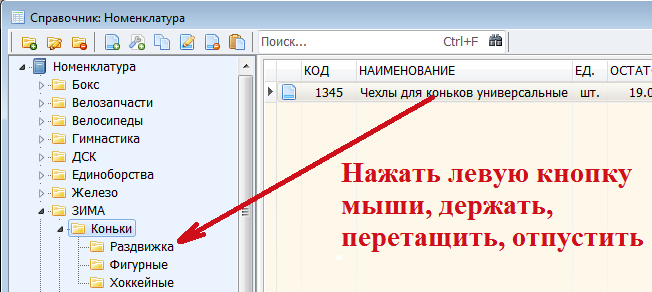 Справочник: Номенклатура
Поиск... Ctrl+F
Номенклатура
Бокс
Велозапчасти
Велосипеды
Гимнастика
ДСК
Единоборства
Железо
ЗИМА
Коньки
Раздвижка
Фигурные
Хоккейные
КОД НАИМЕНОВАНИЕ ЕД. ОСТАТО
1345 Чехлы для коньков универсальные шт. 19.0
Нажать левую кнопку
мыши, держать,
перетащить, отпустить